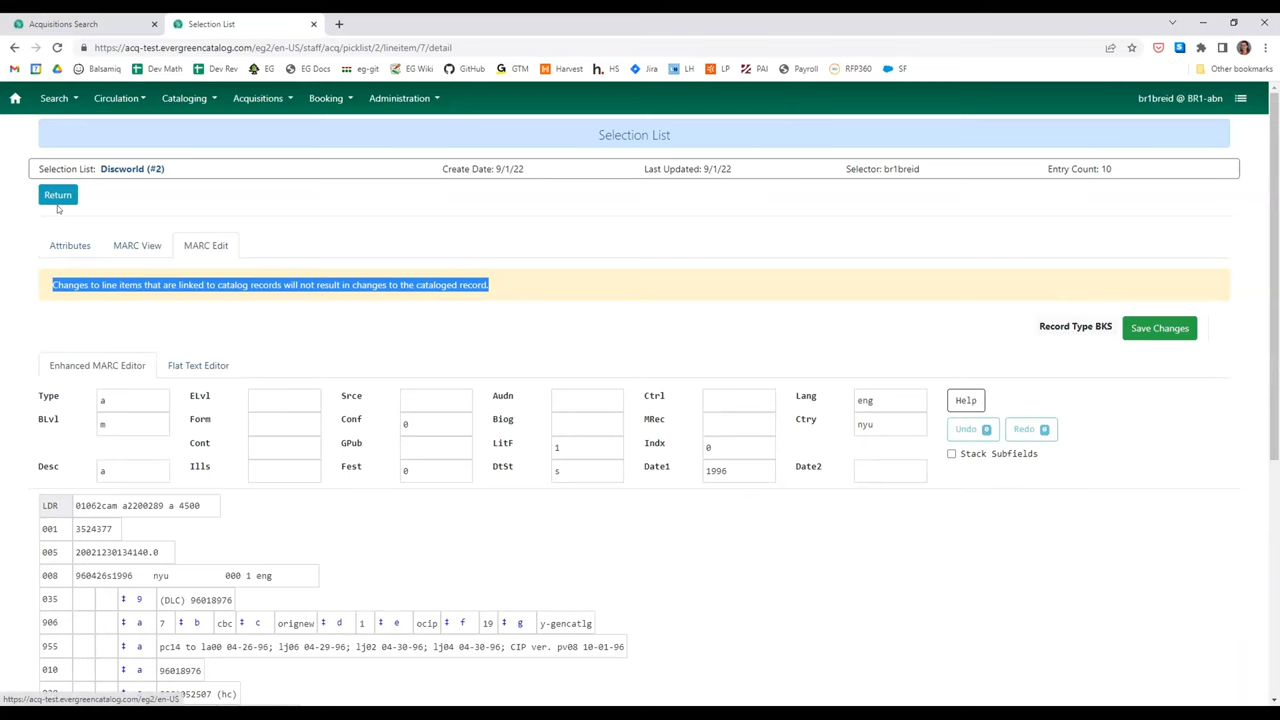 Acquisitions Search
Selection List
https://acq-test.evergreencatalog.com/eg2/en-US/staff/acq/picklist/2/lineitem/7/detail
Balsamiq Dev Math Dev Rev EG EG Docs eg-git EG Wiki GitHub GTM Harvest HS Jira LH LP PAI Payroll RFP360 SF Other bookmarks
Search Circulation Cataloging Acquisitions Booking Administration br1breid @ BR1-abn
Selection List
Selection List: Discworld (#2) Create Date: 9/1/22 Last Updated: 9/1/22 Selector: br1breid Entry Count: 10
Return
Attributes MARC View MARC Edit
Changes to line items that are linked to catalog records will not result in changes to the cataloged record.
Record Type BKS Save Changes
Enhanced MARC Editor Flat Text Editor
Type a ELvl Srce Audn Ctrl Lang eng Help
BLvl m Form Conf 0 Biog MRec Ctry nyu
Undo 0 Redo 0
Cont GPub LitF 1 Indx 0
Stack Subfields
Desc a Ills Fest 0 DtSt s Date1 1996 Date2
LDR 01062cam a2200289 a 4500
001 3524377
005 20021230134140.0
008 960426s1996 nyu 000 1 eng
035 ‡ 9 (DLC) 96018976
906 ‡ a 7 ‡ b cbc ‡ c orignew ‡ d 1 ‡ e ocip ‡ f 19 ‡ g y-gencatlg
955 ‡ a pc14 to la00 04-26-96; lj06 04-29-96; lj02 04-30-96; lj04 04-30-96; CIP ver. pv08 10-01-96
010 ‡ a 96018976
(hc)
https://acq-test.evergreencatalog.com/eg2/en-US